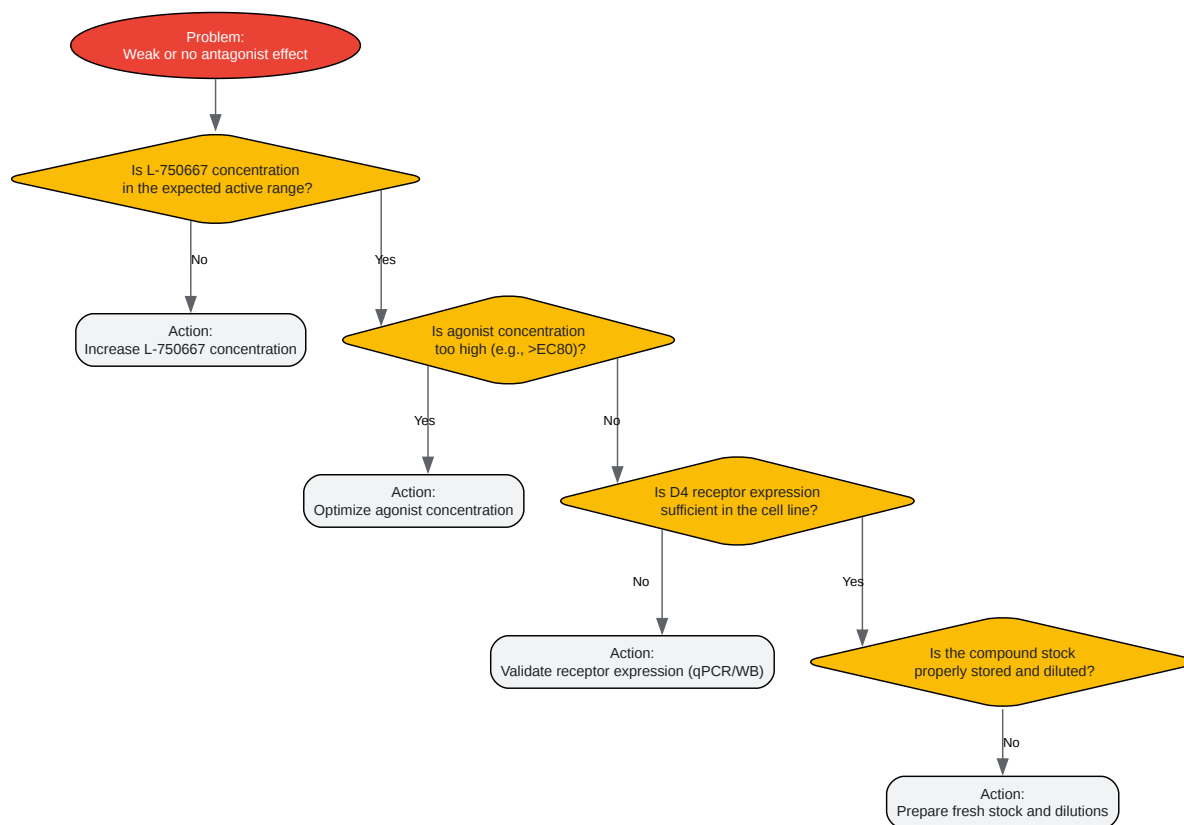 Problem:
Weak or no antagonist effect
Is L-750667 concentration
in the expected active range?
No
Yes
Action:
Increase L-750667 concentration
Is agonist concentration
too high (e.g., >EC80)?
Yes
No
Action:
Optimize agonist concentration
Is D4 receptor expression
sufficient in the cell line?
No
Yes
Action:
Validate receptor expression (qPCR/WB)
Is the compound stock
properly stored and diluted?
No
Action:
Prepare fresh stock and dilutions